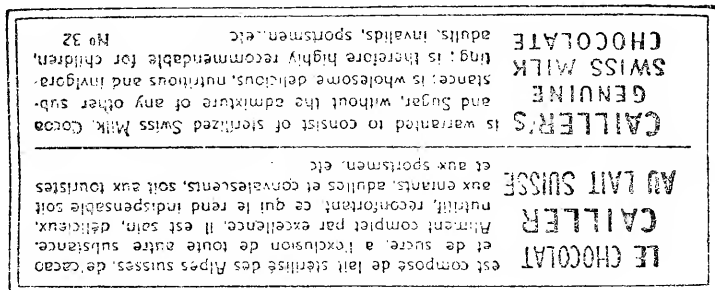 LE CHOCOLAT
CAILLER
AU LAIT SUISSE
est composé de lait stérilisé des Alpes suisses, de cacao
et de sucre, a l'exclusion de toute autre substance.
Aliment complet par excellence. Il est sain, délicieux,
nutritif, réconfortant, ce qui le rend indispensable soit
aux enfants, adultes et convalescents, soit aux touristes
et aux sportsmen. etc
CAILLER'S
GENUINE
SWISS MILK
CHOCOLATE
is warranted to consist of sterilized Swiss Milk, Cocoa
and Sugar, without the admixture of any other sub-
stance; is wholesome delicious, nutritious and invigora-
ting; is therefore highly recommendable for children,
adults, invalids, sportsmen...etc Nº 32